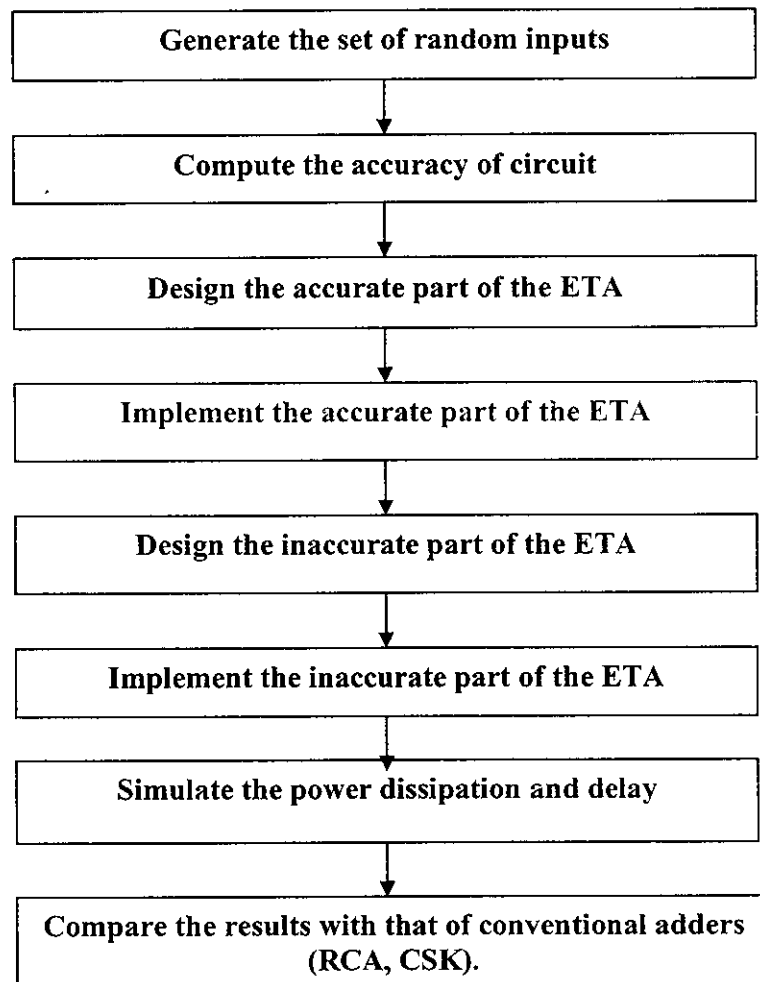 Generate the set of random inputs
Compute the accuracy of circuit
Design the accurate part of the ETA
Implement the accurate part of the ETA
Design the inaccurate part of the ETA
Implement the inaccurate part of the ETA
Simulate the power dissipation and delay
Compare the results with that of conventional adders
(RCA, CSK).